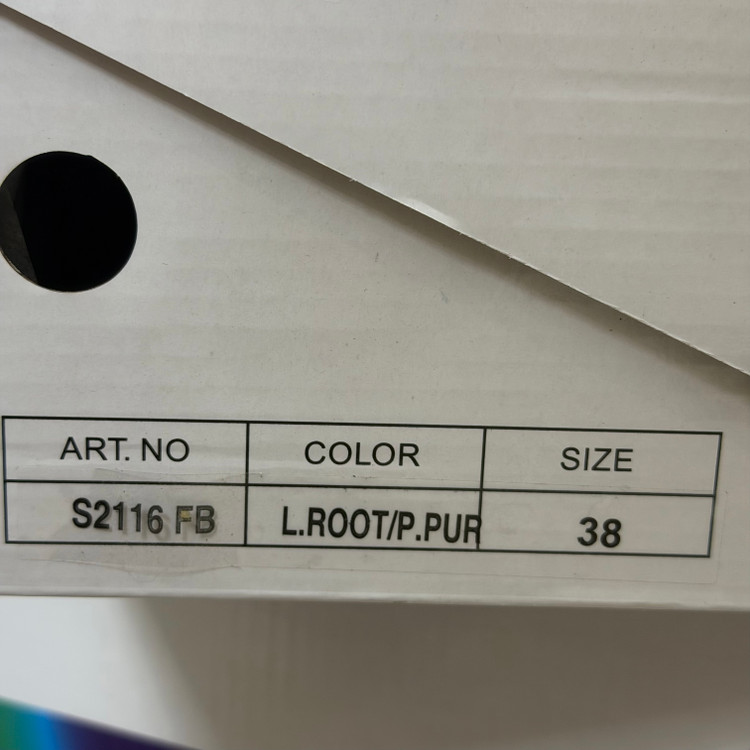 ART. NO COLOR SIZE
S2116 FB L.ROOT/P.PUR 38